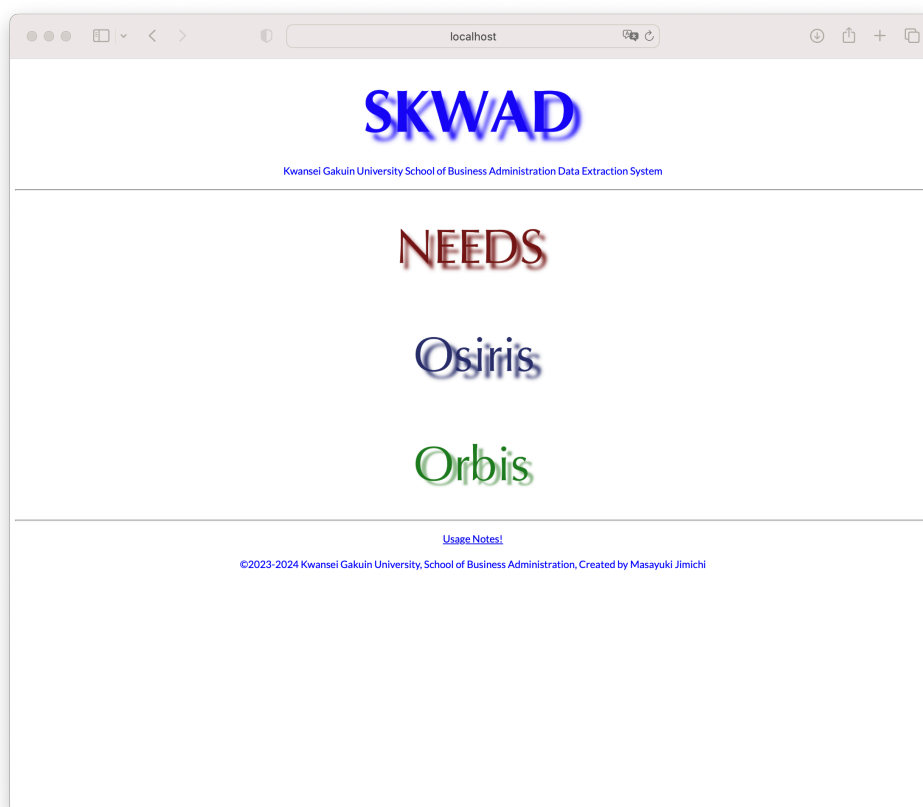 localhost
SKWAD
Kwansei Gakuin University School of Business Administration Data Extraction System
NEEDS
Osiris
Orbis
Usage Notes!
©2023-2024 Kwansei Gakuin University, School of Business Administration, Created by Masayuki Jimichi